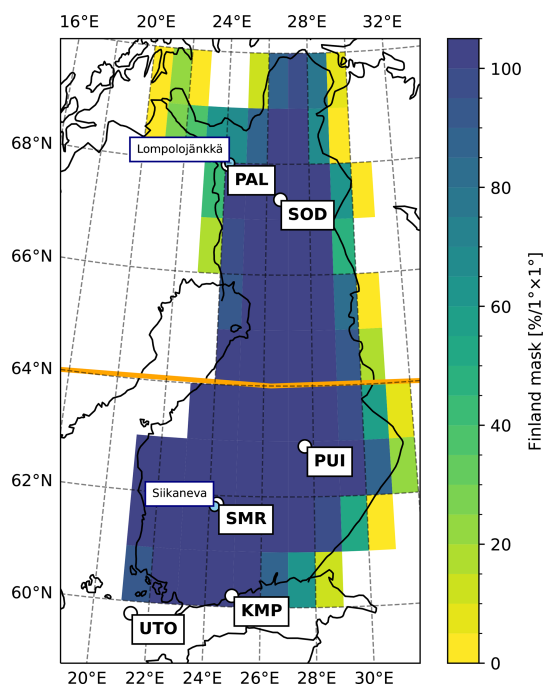 16°E 20°E 24°E 28°E 32°E
68°N
66°N
64°N
62°N
60°N
Lompolojänkkä
PAL
SOD
PUI
Siikaneva
SMR
KMP
UTO
20°E 22°E 24°E 26°E 28°E 30°E
100
80
60
40
20
0
Finland mask [%/1°×1°]